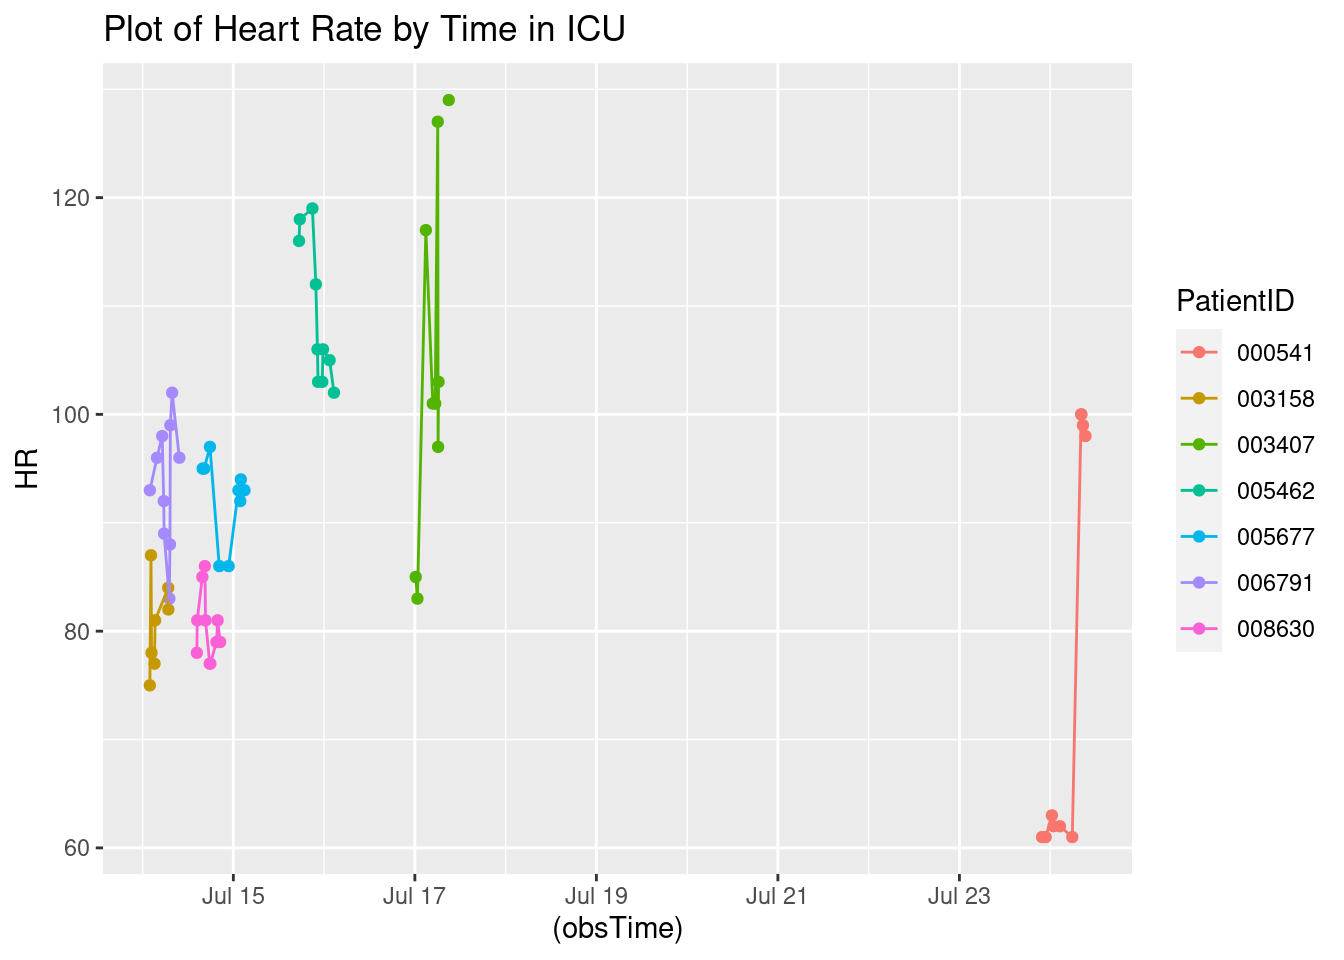 Plot of Heart Rate by Time in ICU
HR
120
100
80
60
Jul 15
Jul 17
Jul 19
Jul 21
Jul 23
(obsTime)
PatientID
000541
003158
003407
005462
005677
006791
008630